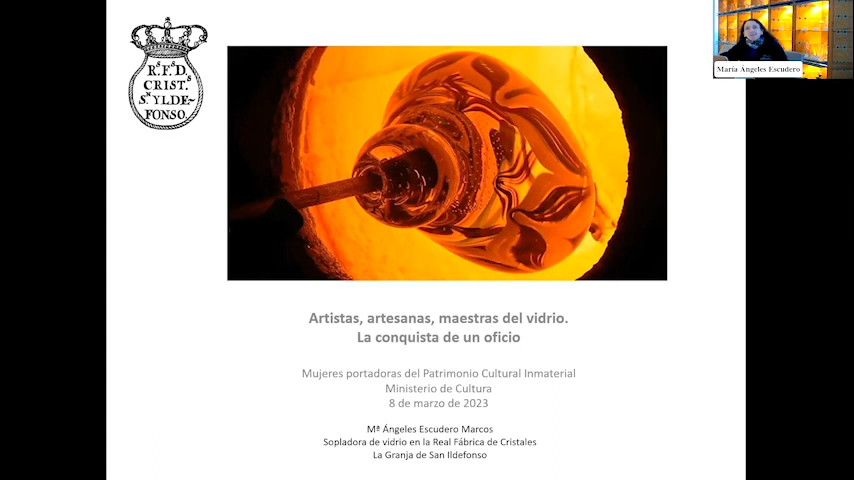 R.S F.S D.
CRIST.S
S.N YLDE~
FONSO.
María Ángeles Escudero
Artistas, artesanas, maestras del vidrio.
La conquista de un oficio
Mujeres portadoras del Patrimonio Cultural Inmaterial
Ministerio de Cultura
8 de marzo de 2023
Mª Ángeles Escudero Marcos
Sopladora de vidrio en la Real Fábrica de Cristales
La Granja de San Ildefonso